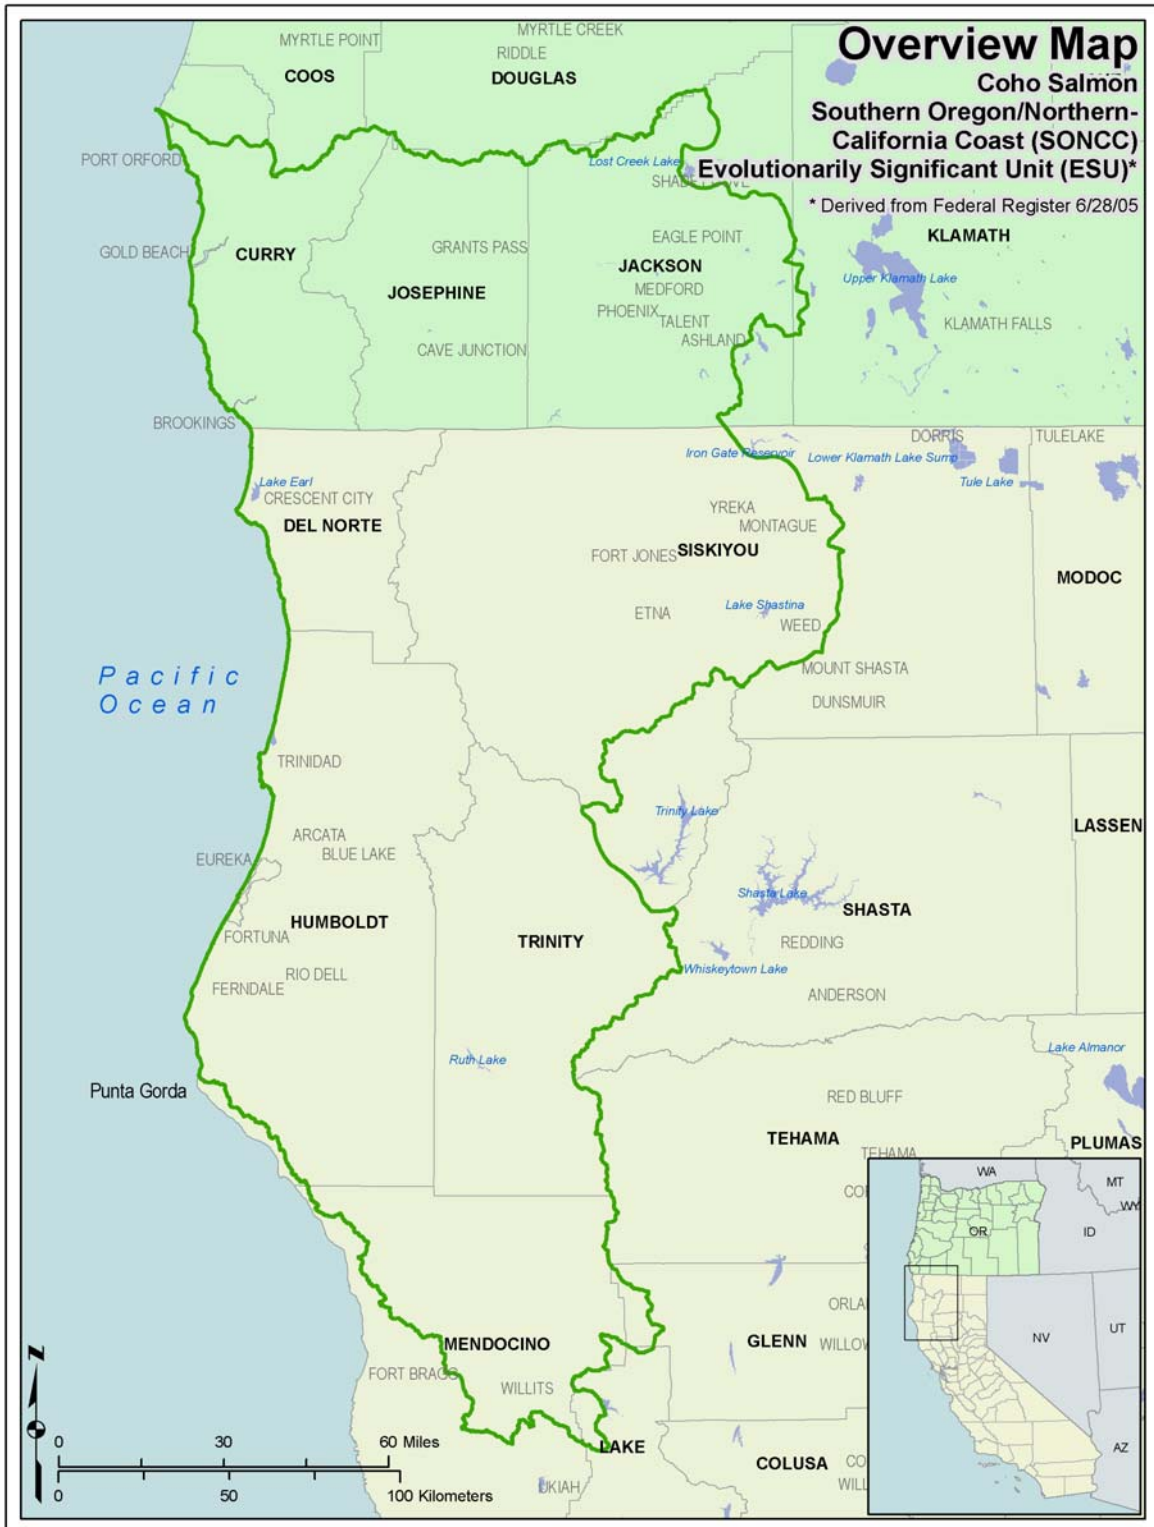 Overview Map
Coho Salmon
Southern Oregon/Northern-
California Coast (SONCC)
Evolutionarily Significant Unit (ESU)*
* Derived from Federal Register 6/28/05
MYRTLE CREEK
MYRTLE POINT
RIDDLE
COOS
DOUGLAS
PORT ORFORD
Lost Creek Lake
GOLD BEACH
CURRY
GRANTS PASS
EAGLE POINT
KLAMATH
JOSEPHINE
JACKSON
MEDFORD
Upper Klamath Lake
PHOENIX
TALENT
KLAMATH FALLS
ASHLAND
CAVE JUNCTION
BROOKINGS
DORRIS
TULELAKE
Iron Gate Reservoir
Lower Klamath Lake Sump
Lake Earl
Tule Lake
CRESCENT CITY
YREKA
DEL NORTE
MONTAGUE
FORT JONES
SISKIYOU
MODOC
Lake Shastina
ETNA
WEED
Pacific
Ocean
MOUNT SHASTA
DUNSMUIR
TRINIDAD
Trinity Lake
LASSEN
ARCATA
BLUE LAKE
EUREKA
Shasta Lake
SHASTA
HUMBOLDT
FORTUNA
TRINITY
REDDING
RIO DELL
Whiskeytown Lake
FERNDALE
ANDERSON
Ruth Lake
Lake Almanor
Punta Gorda
RED BLUFF
TEHAMA
PLUMAS
TEHAMA
WA
MT
WY
OR
ID
NV
UT
AZ
ORLA
MENDOCINO
GLENN
WILLOW
FORT BRAGG
WILLITS
LAKE
COLUSA
CO
WILL
UKIAH
N
0 30 60 Miles
0 50 100 Kilometers